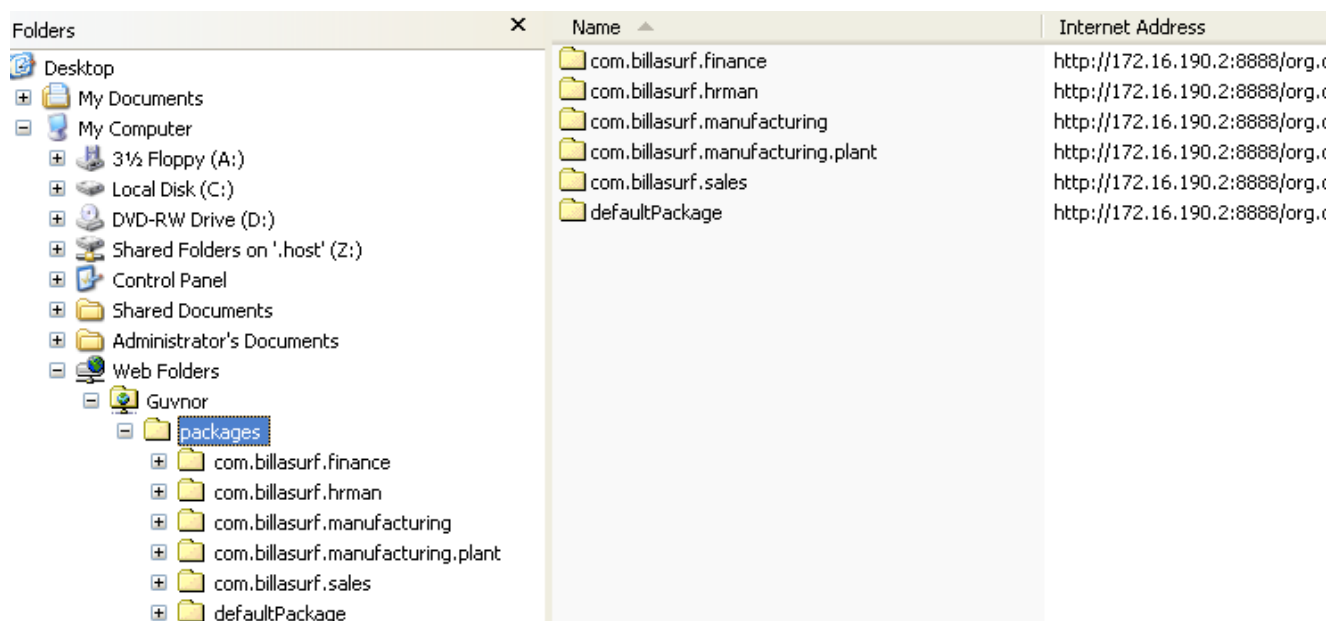 Folders
Desktop
My Documents
My Computer
3½ Floppy (A:)
Local Disk (C:)
DVD-RW Drive (D:)
Shared Folders on '.host' (Z:)
Control Panel
Shared Documents
Administrator's Documents
Web Folders
Guvnor
packages
com.billasurf.finance
com.billasurf.hrman
com.billasurf.manufacturing
com.billasurf.manufacturing.plant
com.billasurf.sales
defaultPackage
Name Internet Address
com.billasurf.finance http://172.16.190.2:8888/org.
com.billasurf.hrman http://172.16.190.2:8888/org.
com.billasurf.manufacturing http://172.16.190.2:8888/org.
com.billasurf.manufacturing.plant http://172.16.190.2:8888/org.
com.billasurf.sales http://172.16.190.2:8888/org.
defaultPackage http://172.16.190.2:8888/org.